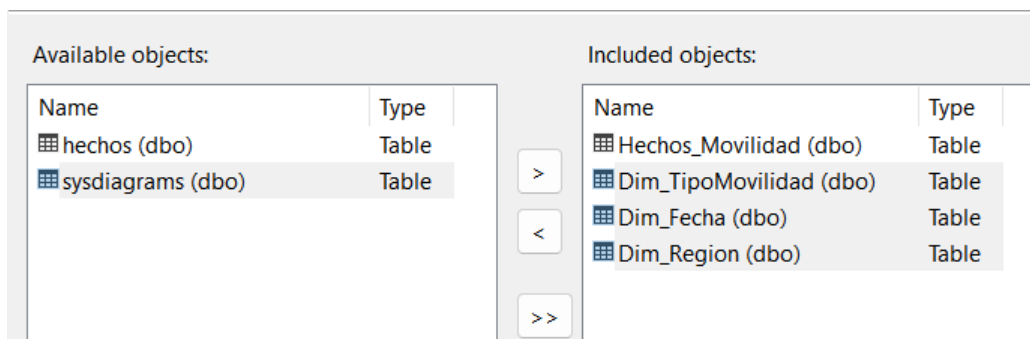 Available objects:
Name Type
hechos (dbo) Table
sysdiagrams (dbo) Table
>
<
>>
Included objects:
Name Type
Hechos_Movilidad (dbo) Table
Dim_TipoMovilidad (dbo) Table
Dim_Fecha (dbo) Table
Dim_Region (dbo) Table